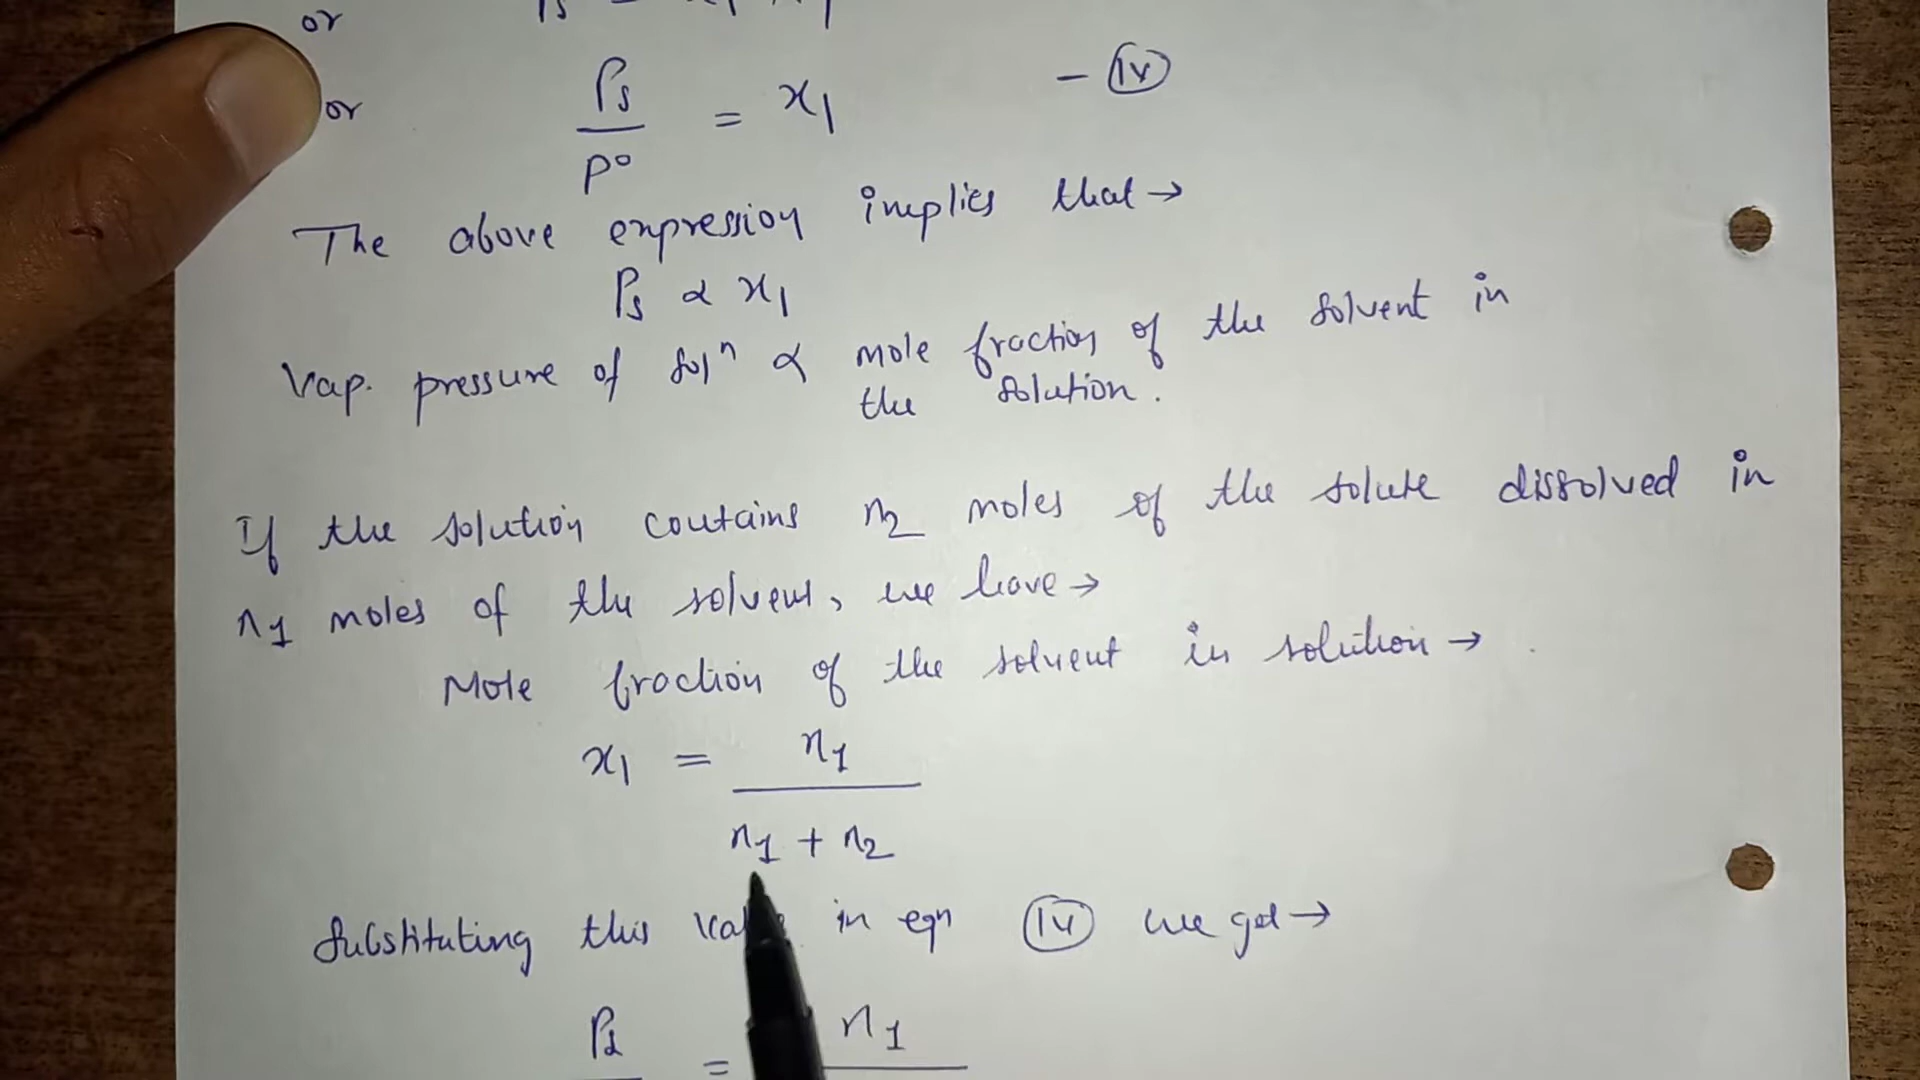 or
or Ps / P° = x1 - (iv)
The above expression implies that →
Ps ∝ x1
Vap. pressure of solⁿ ∝ mole fraction of the solvent in
the solution.
If the solution contains n2 moles of the solute dissolved in
n1 moles of the solvent, we have →
Mole fraction of the solvent in solution →
x1 = n1 / n1 + n2
Substituting this in eqn (iv) we get →
Ps = n1